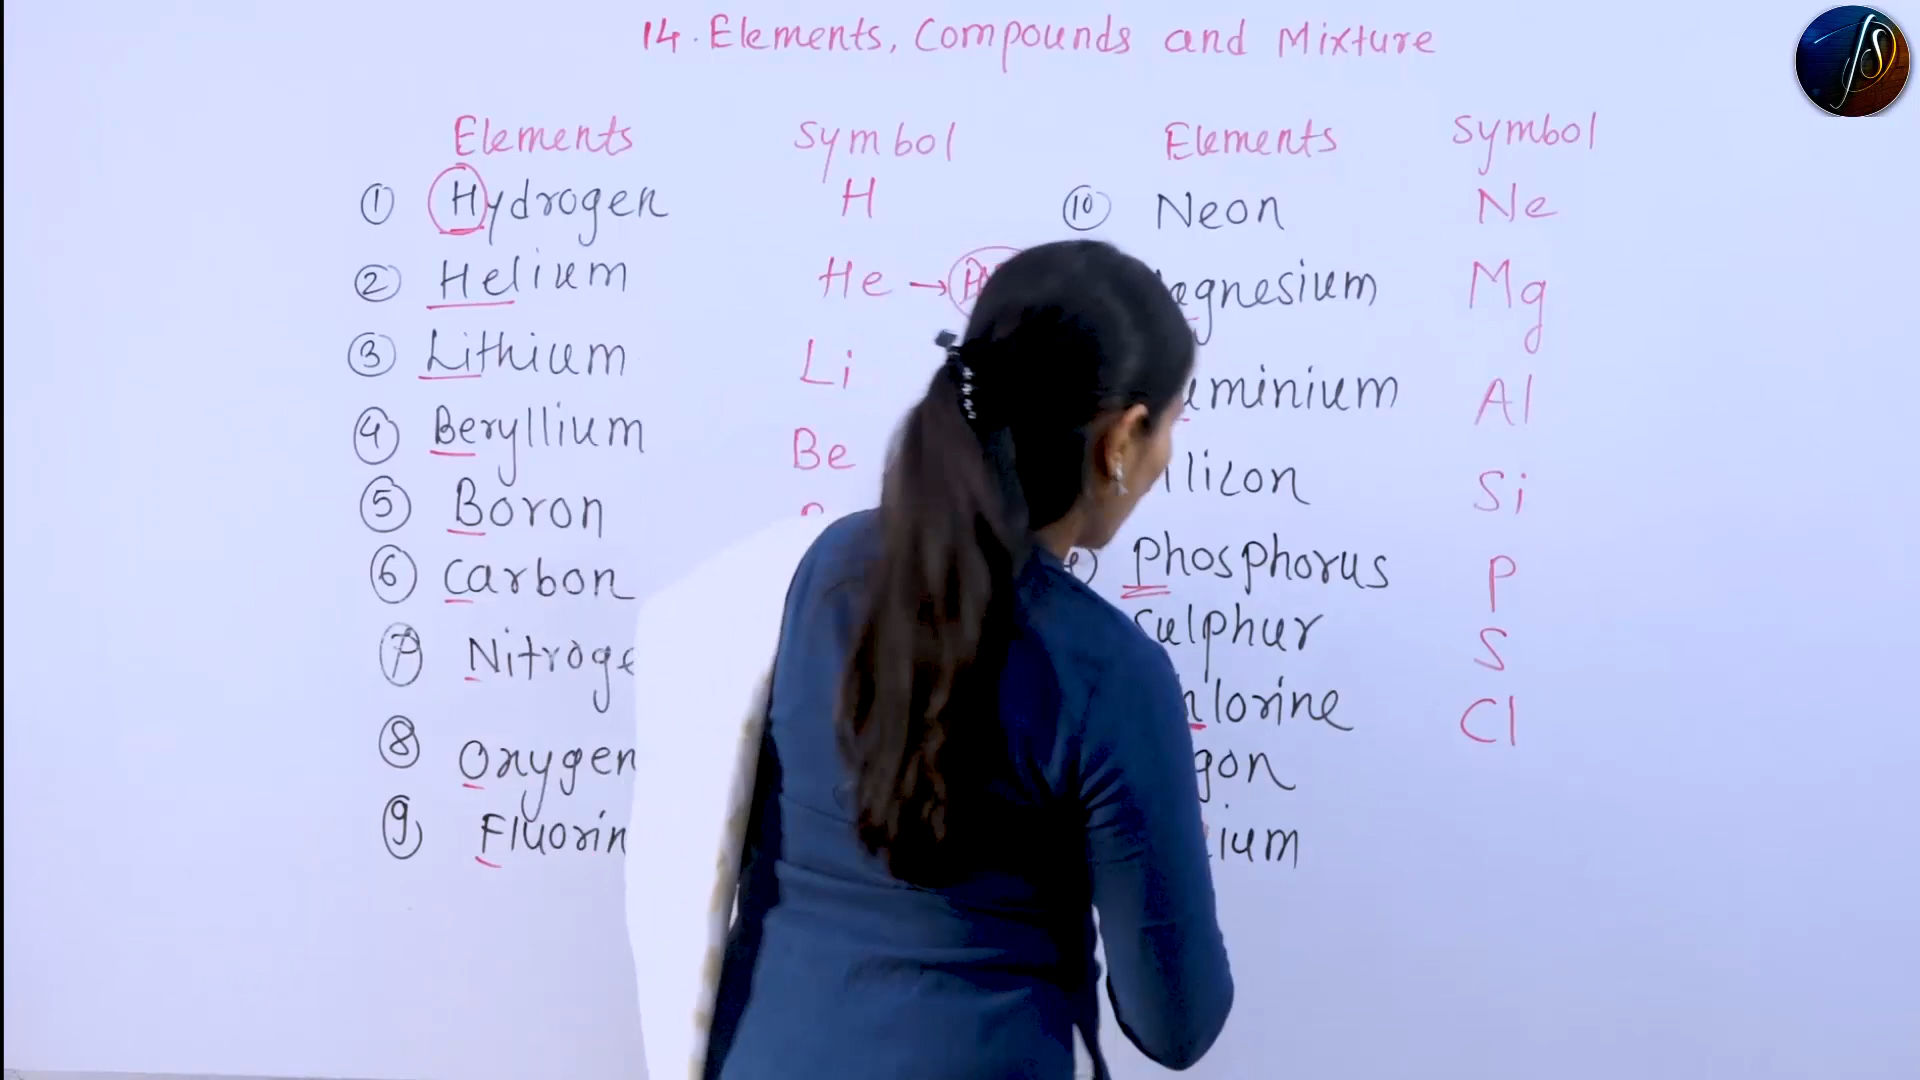 14. Elements, Compounds and Mixture
Elements Symbol
① Hydrogen H
② Helium He →
③ Lithium Li
④ Beryllium Be
⑤ Boron
⑥ Carbon
⑦ Nitroge
⑧ Oxygen
⑨ Fluorin
Elements Symbol
⑩ Neon Ne
agnesium Mg
uminium Al
ilicon Si
Phosphorus P
Sulphur S
hlorine Cl
gon
ium